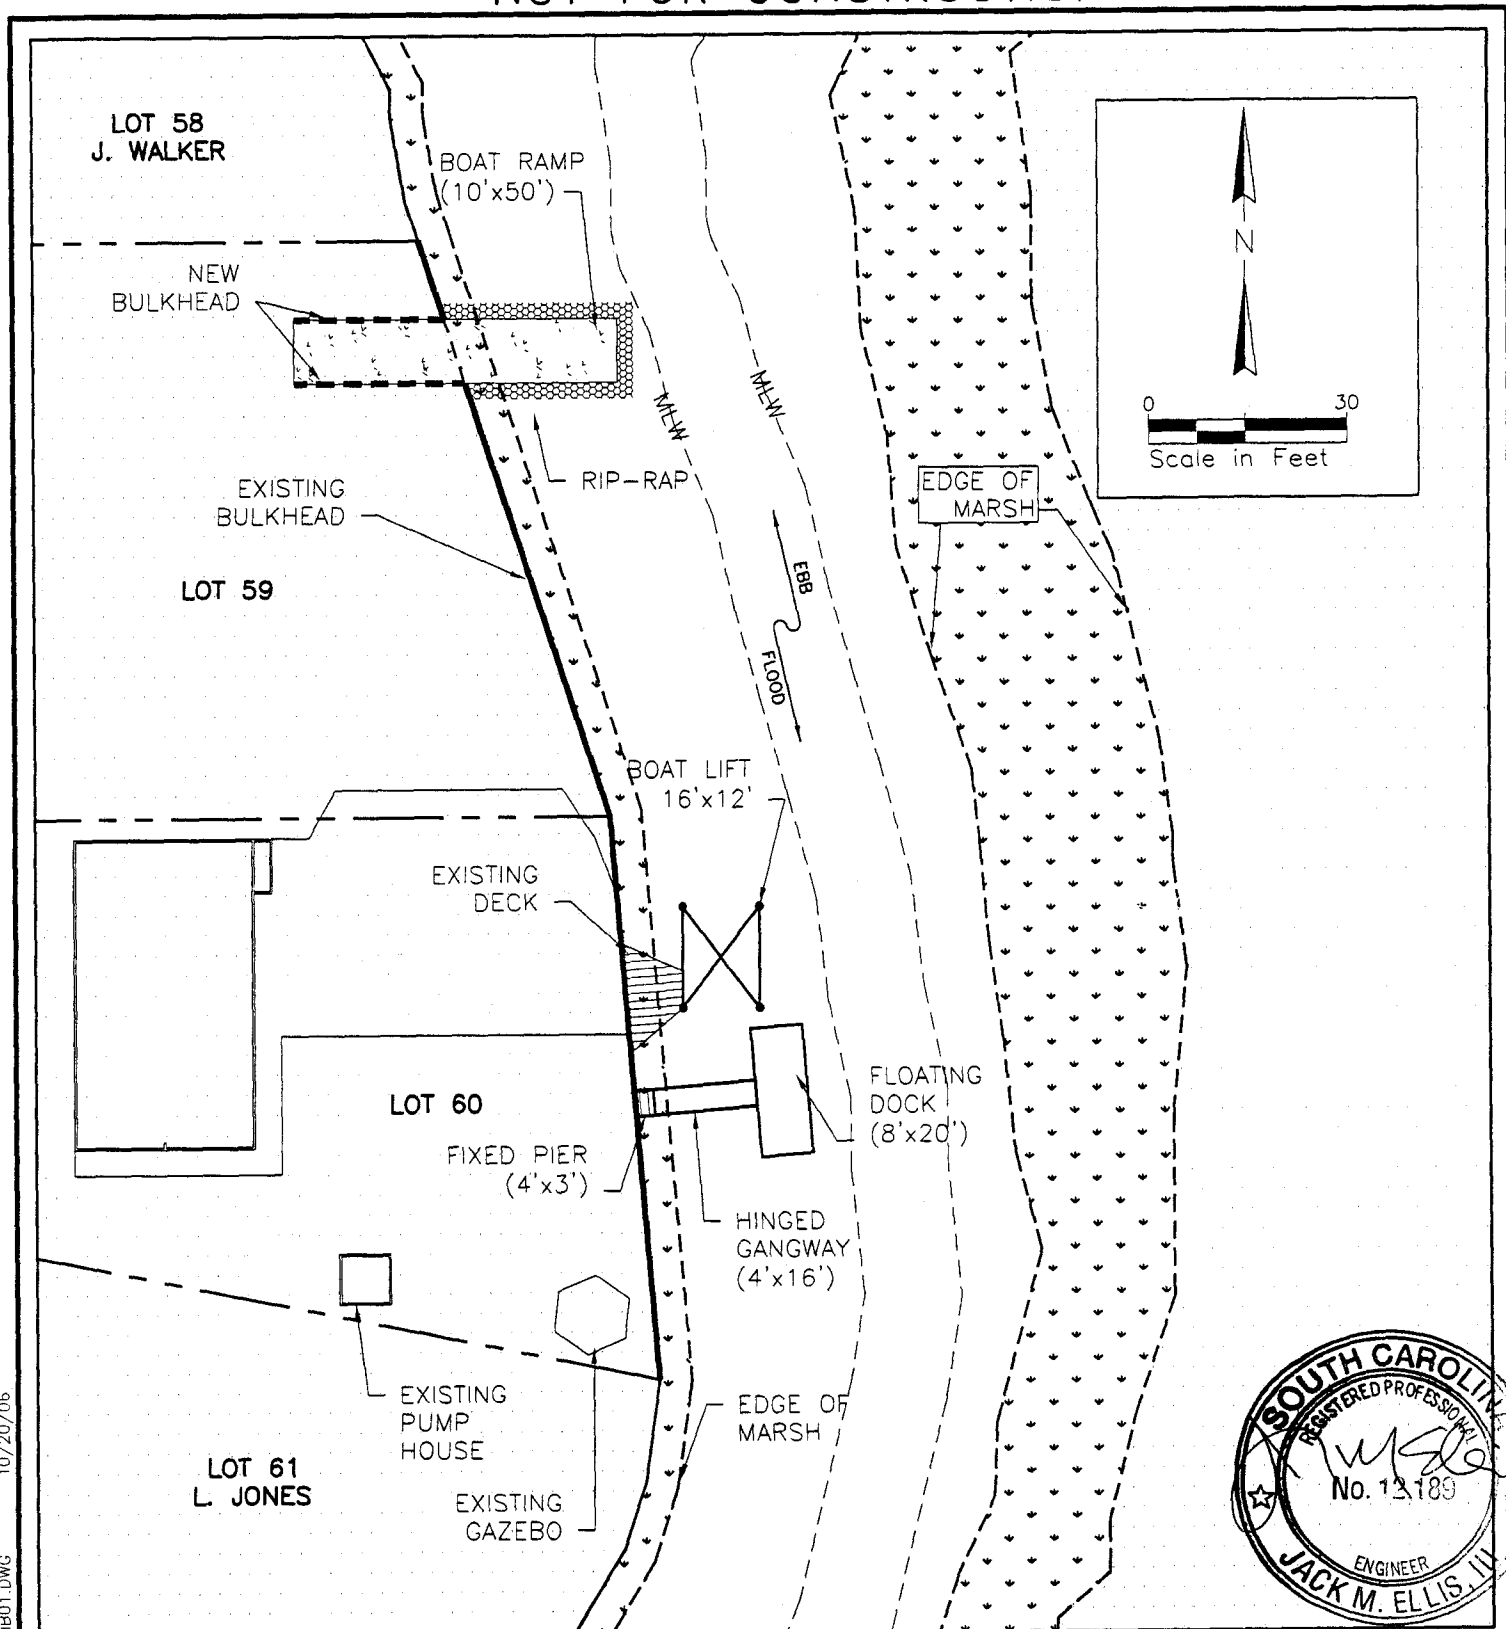 LOT 58
J. WALKER
BOAT RAMP
(10'x50')
N
NEW
BULKHEAD
0 30
Scale in Feet
MLW
MLW
RIP-RAP
EXISTING
BULKHEAD
EDGE OF
MARSH
LOT 59
EBB
FLOOD
BOAT LIFT
16'x12'
EXISTING
DECK
LOT 60
FLOATING
DOCK
(8'x20')
FIXED PIER
(4'x3')
HINGED
GANGWAY
(4'x16')
EXISTING
PUMP
HOUSE
EDGE OF
MARSH
LOT 61
L. JONES
EXISTING
GAZEBO
SOUTH CAROLINA
REGISTERED PROFESSIONAL
No. 13189
ENGINEER
JACK M. ELLIS, III
10/20/06